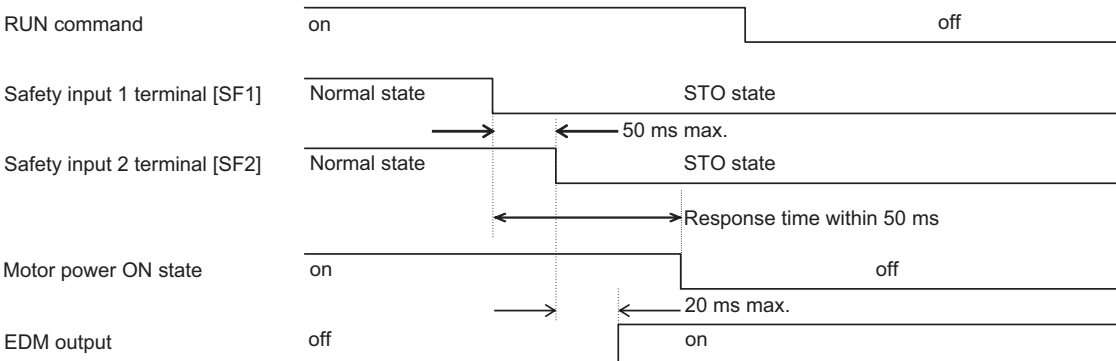 RUN command on off
Safety input 1 terminal [SF1] Normal state STO state
50 ms max.
Safety input 2 terminal [SF2] Normal state STO state
Response time within 50 ms
Motor power ON state on off
20 ms max.
EDM output off on